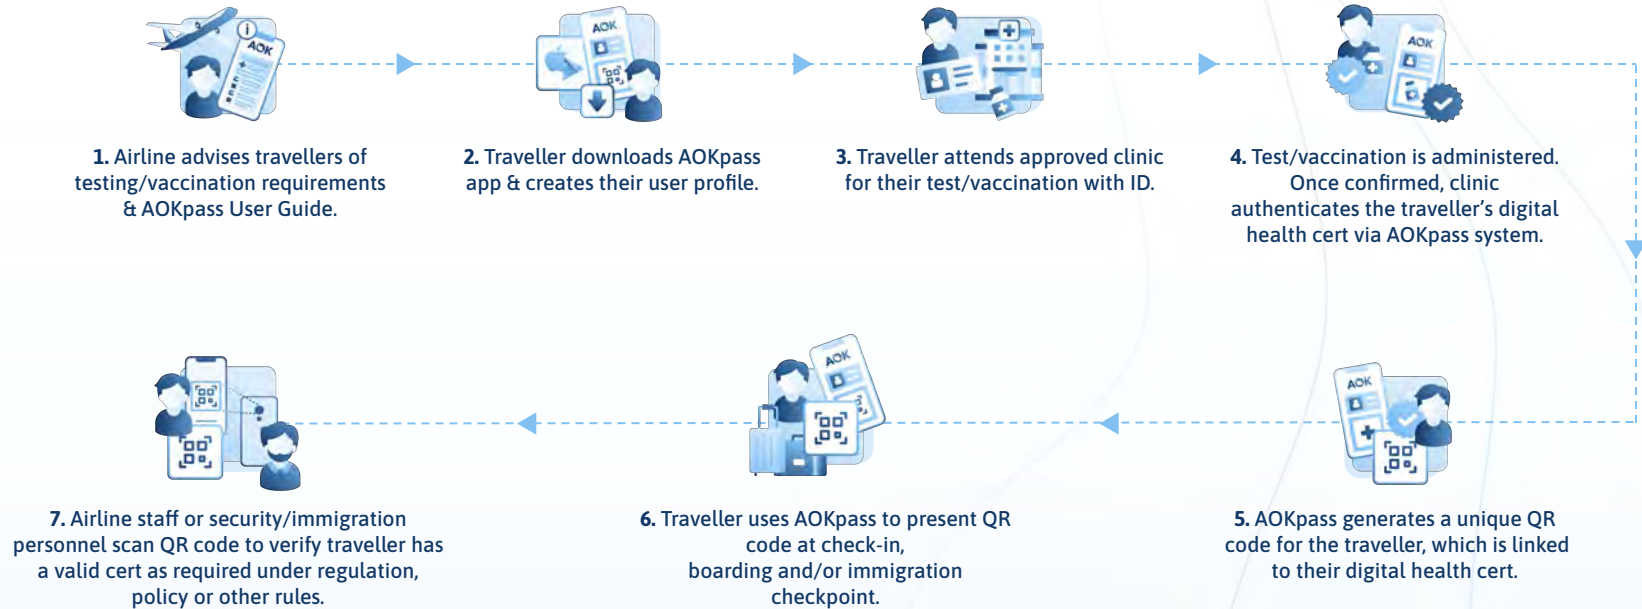 AOK
AOK
AOK
1. Airline advises travellers of
testing/vaccination requirements
& AOKpass User Guide.
2. Traveller downloads AOKpass
app & creates their user profile.
3. Traveller attends approved clinic
for their test/vaccination with ID.
4. Test/vaccination is administered.
Once confirmed, clinic
authenticates the traveller's digital
health cert via AOKpass system.
AOK
5. AOKpass generates a unique QR
code for the traveller, which is linked
to their digital health cert.
AOK
6. Traveller uses AOKpass to present QR
code at check-in,
boarding and/or immigration
checkpoint.
7. Airline staff or security/immigration
personnel scan QR code to verify traveller has
a valid cert as required under regulation,
policy or other rules.